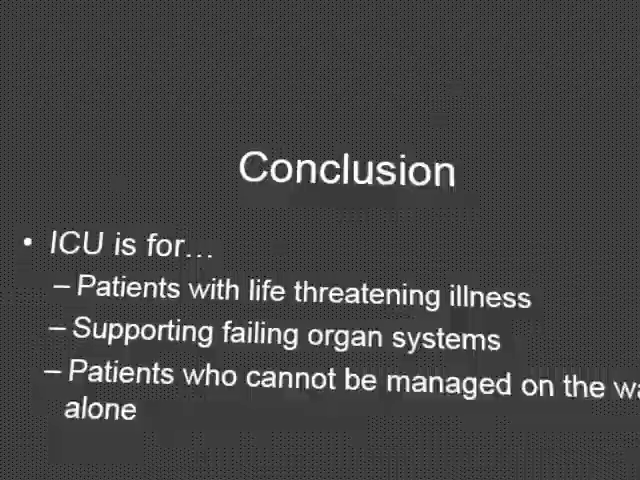 Conclusion
• ICU is for...
– Patients with life threatening illness
– Supporting failing organ systems
– Patients who cannot be managed on the
alone